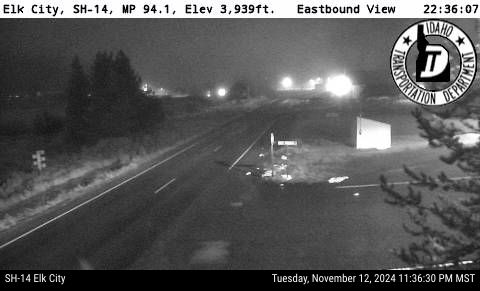 Elk City, SH-14, MP 94.1, Elev 3,939ft. Eastbound View 22:36:07
IDAHO
TRANSPORTATION DEPARTMENT
SH-14 Elk City Tuesday, November 12, 2024 11:36:30 PM MST